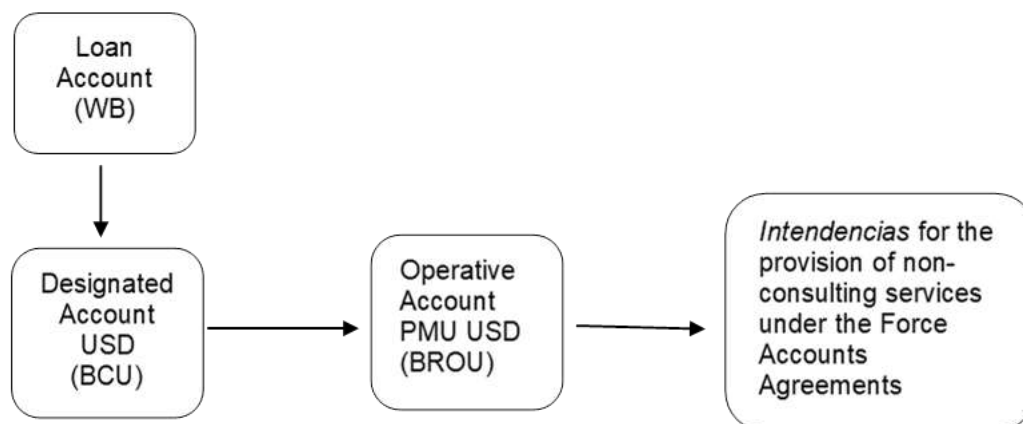 Loan
Account
(WB)
Designated
Account
USD
(BCU)
Operative
Account
PMU USD
(BROU)
Intendencias for the
provision of non-
consulting services
under the Force
Accounts
Agreements